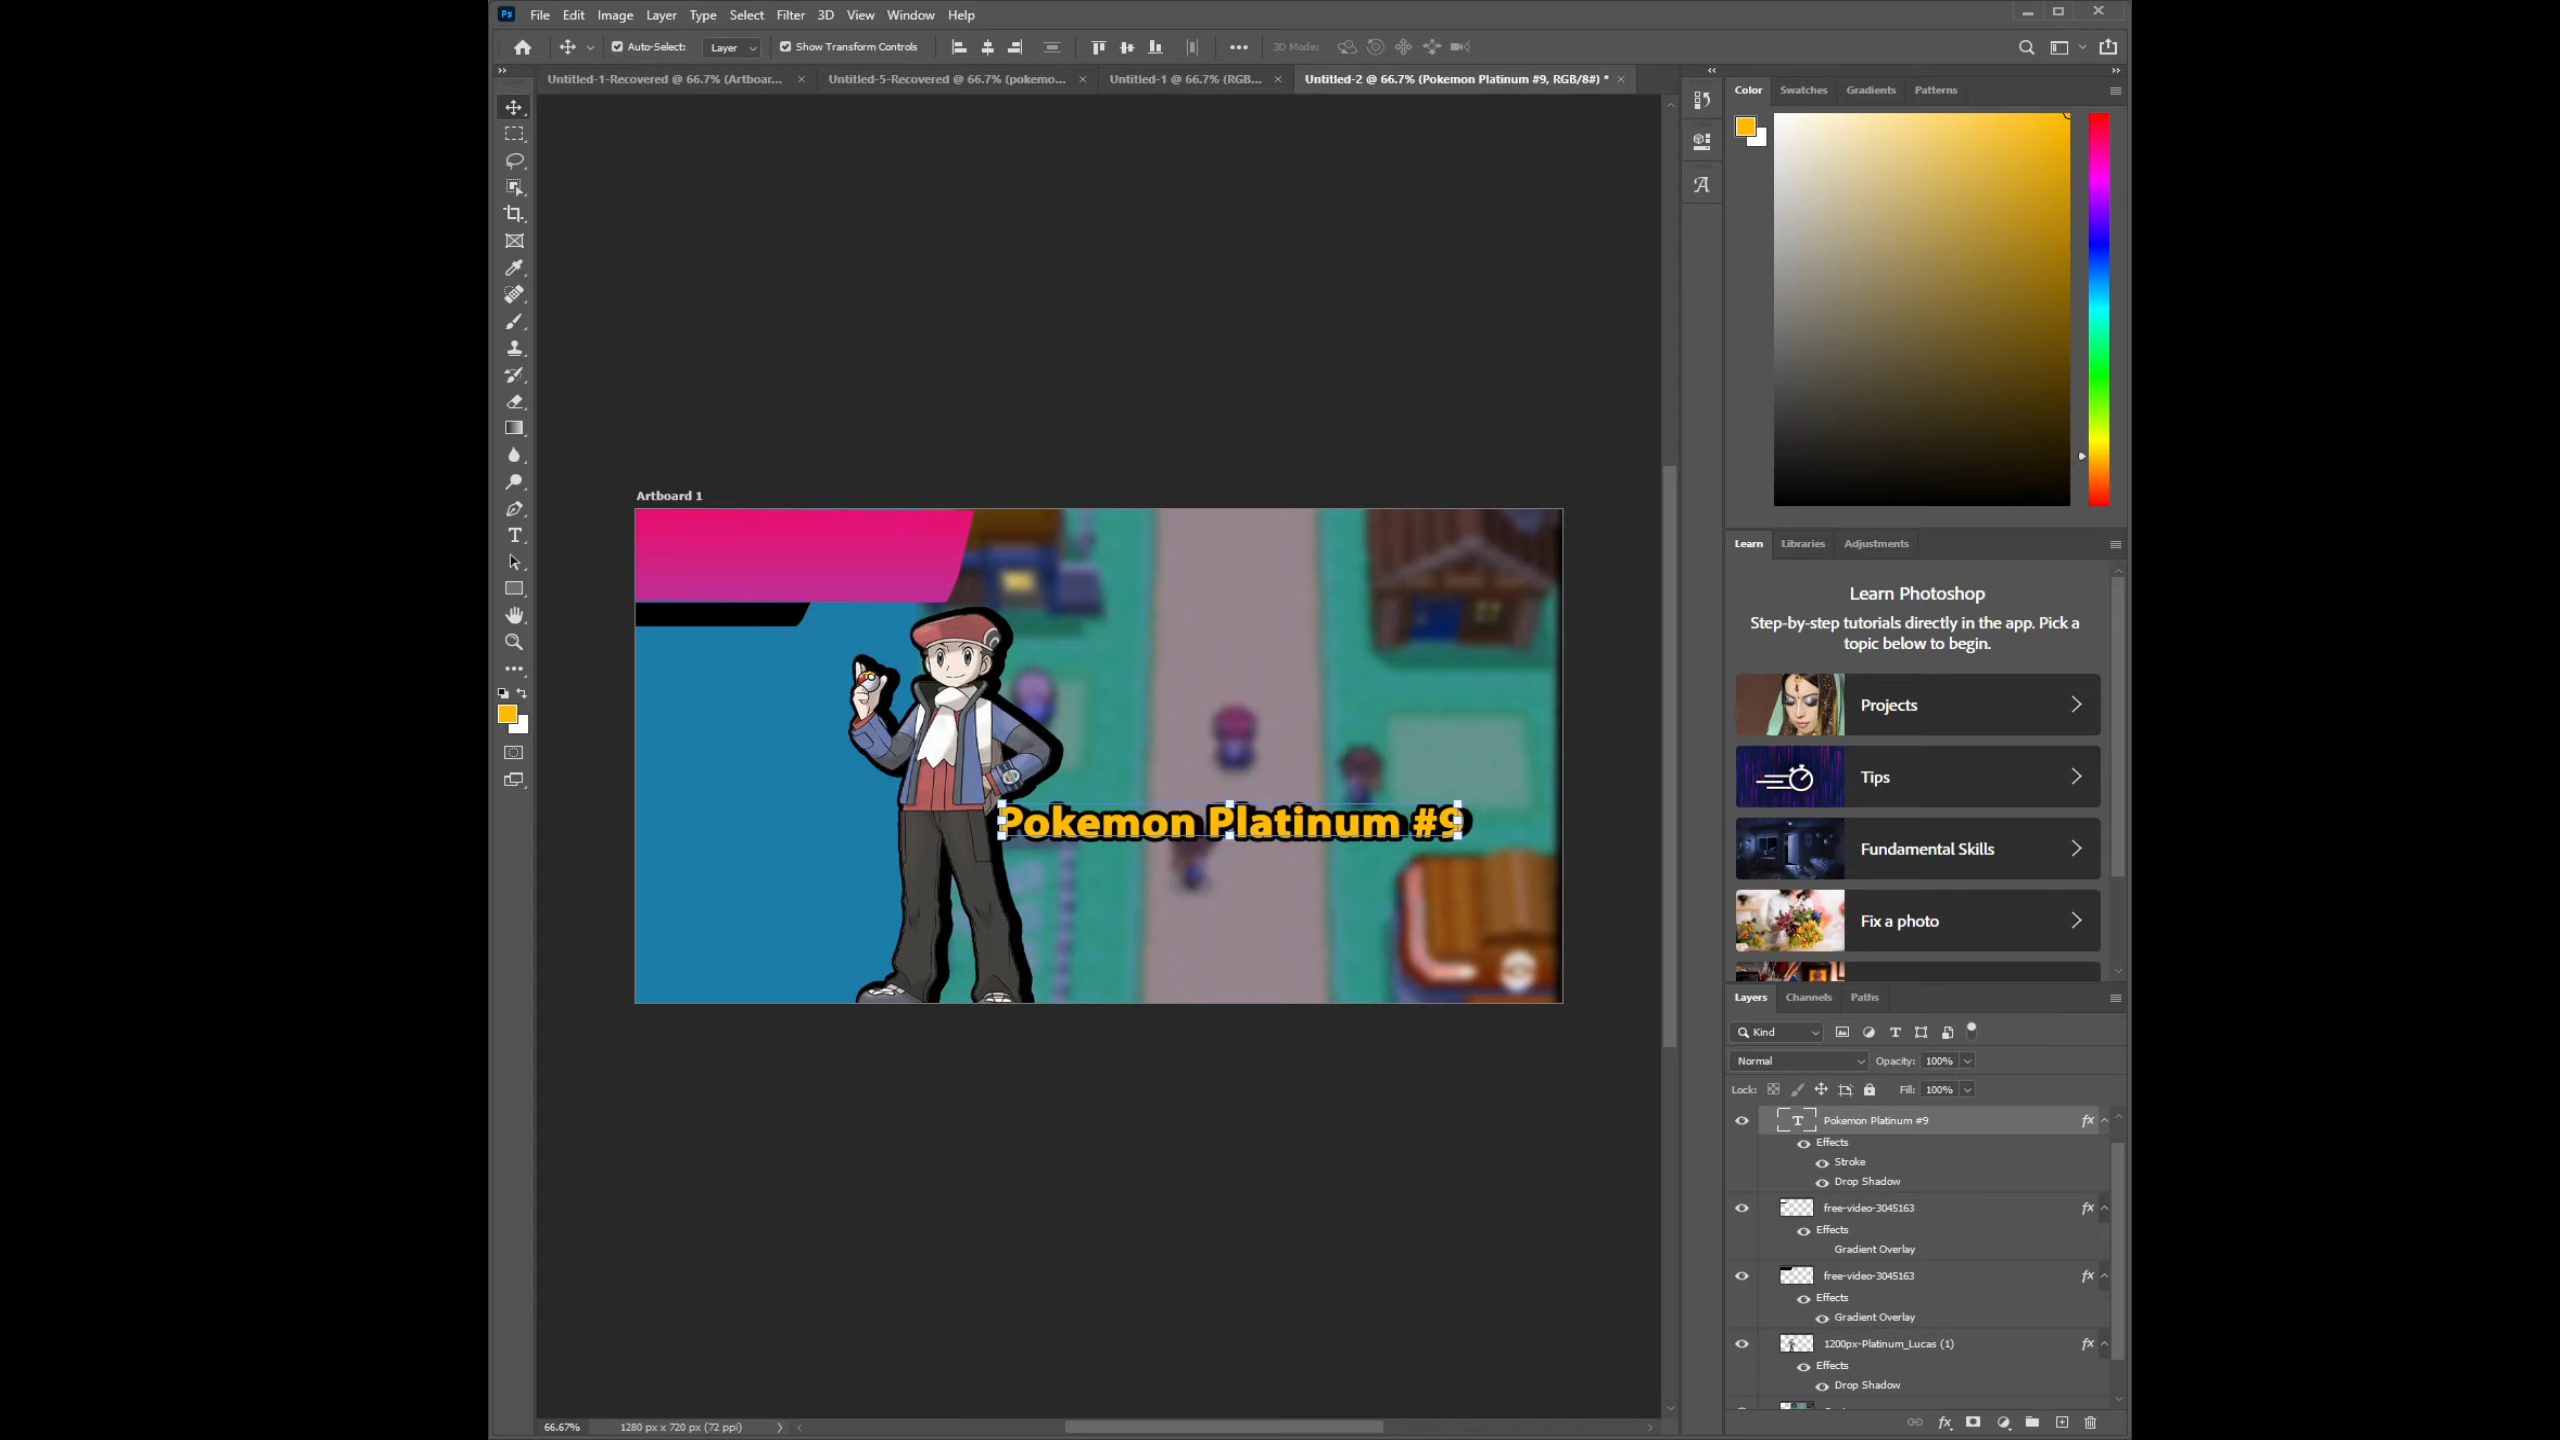 Ps File Edit Image Layer Type Select Filter 3D View Window Help
Auto-Select: Layer Show Transform Controls 3D Mode:
Untitled-1-Recovered @ 66.7% (Artboar... Untitled-5-Recovered @ 66.7% (pokemo... Untitled-1 @ 66.7% (RGB... Untitled-2 @ 66.7% (Pokemon Platinum #9, RGB/8#) *
Color Swatches Gradients Patterns
Artboard 1
Pokemon Platinum #9
Learn Libraries Adjustments
Learn Photoshop
Step-by-step tutorials directly in the app. Pick a
topic below to begin.
Projects
Tips
Fundamental Skills
Fix a photo
Layers Channels Paths
Kind
Normal Opacity: 100%
Lock: Fill: 100%
Pokemon Platinum #9 fx
Effects
Stroke
Drop Shadow
free-video-3045163 fx
Effects
Gradient Overlay
free-video-3045163 fx
Effects
Gradient Overlay
1200px-Platinum_Lucas (1) fx
Effects
Drop Shadow
66.67% 1280 px x 720 px (72 ppi)